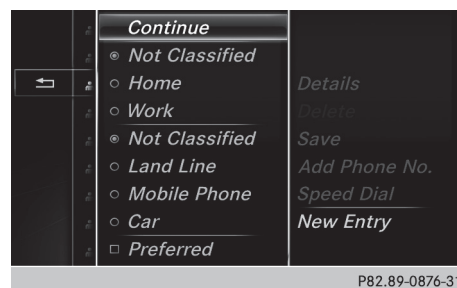 Continue
Not Classified
Home
Work
Not Classified
Land Line
Mobile Phone
Car
Preferred
Details
Delete
Save
Add Phone No.
Speed Dial
New Entry
P82.89-0876-31